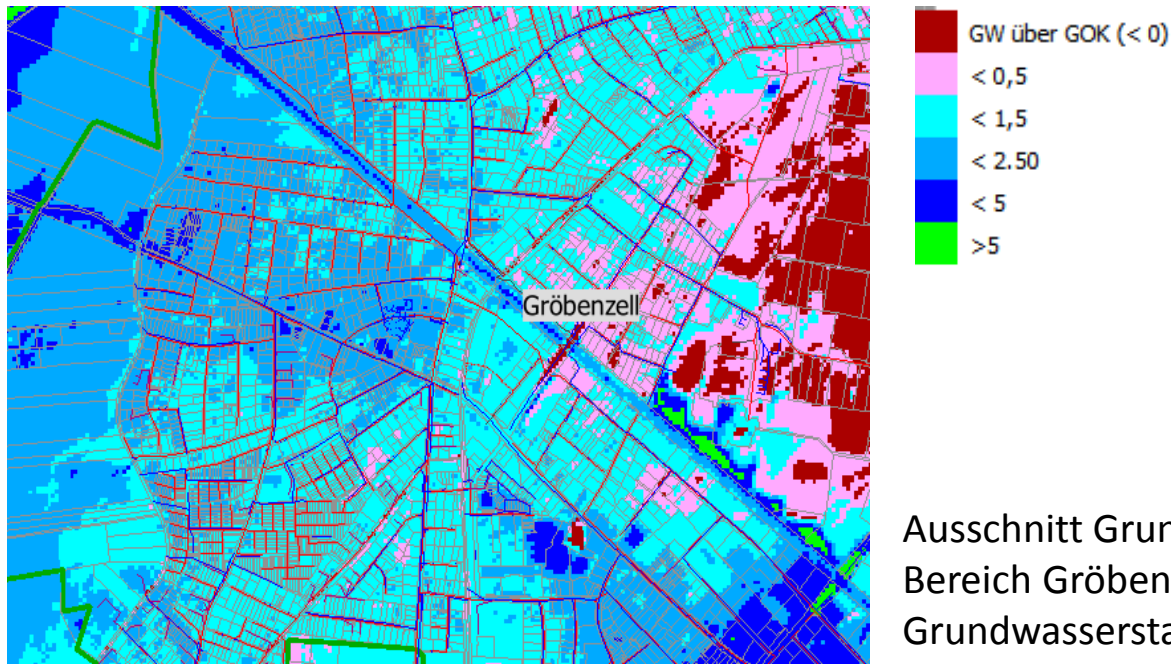 Gröbenzell
GW über GOK (< 0)
< 0,5
< 1,5
< 2.50
< 5
>5
Ausschnitt Grun
Bereich Gröben
Grundwassersta